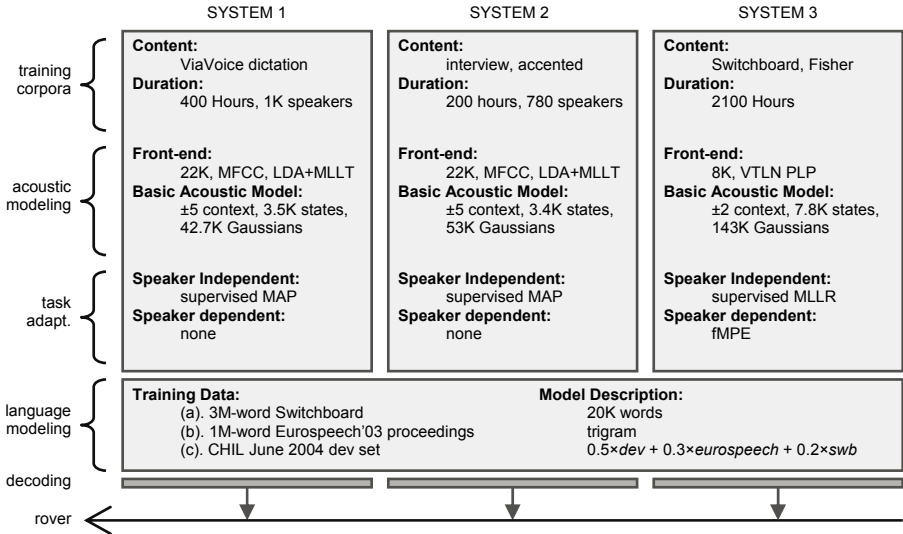 SYSTEM 1
SYSTEM 2
SYSTEM 3
training
corpora
Content:
ViaVoice dictation
Duration:
400 Hours, 1K speakers
Content:
interview, accented
Duration:
200 hours, 780 speakers
Content:
Switchboard, Fisher
Duration:
2100 Hours
acoustic
modeling
Front-end:
22K, MFCC, LDA+MLLT
Basic Acoustic Model:
±5 context, 3.5K states,
42.7K Gaussians
Front-end:
22K, MFCC, LDA+MLLT
Basic Acoustic Model:
±5 context, 3.4K states,
53K Gaussians
Front-end:
8K, VTLN PLP
Basic Acoustic Model:
±2 context, 7.8K states,
143K Gaussians
task
adapt.
Speaker Independent:
supervised MAP
Speaker dependent:
none
Speaker Independent:
supervised MAP
Speaker dependent:
none
Speaker Independent:
supervised MLLR
Speaker dependent:
fMPE
language
modeling
Training Data:
(a). 3M-word Switchboard
(b). 1M-word Eurospeech'03 proceedings
(c). CHIL June 2004 dev set
Model Description:
20K words
trigram
0.5×dev + 0.3×eurospeech + 0.2×swb
decoding
rover